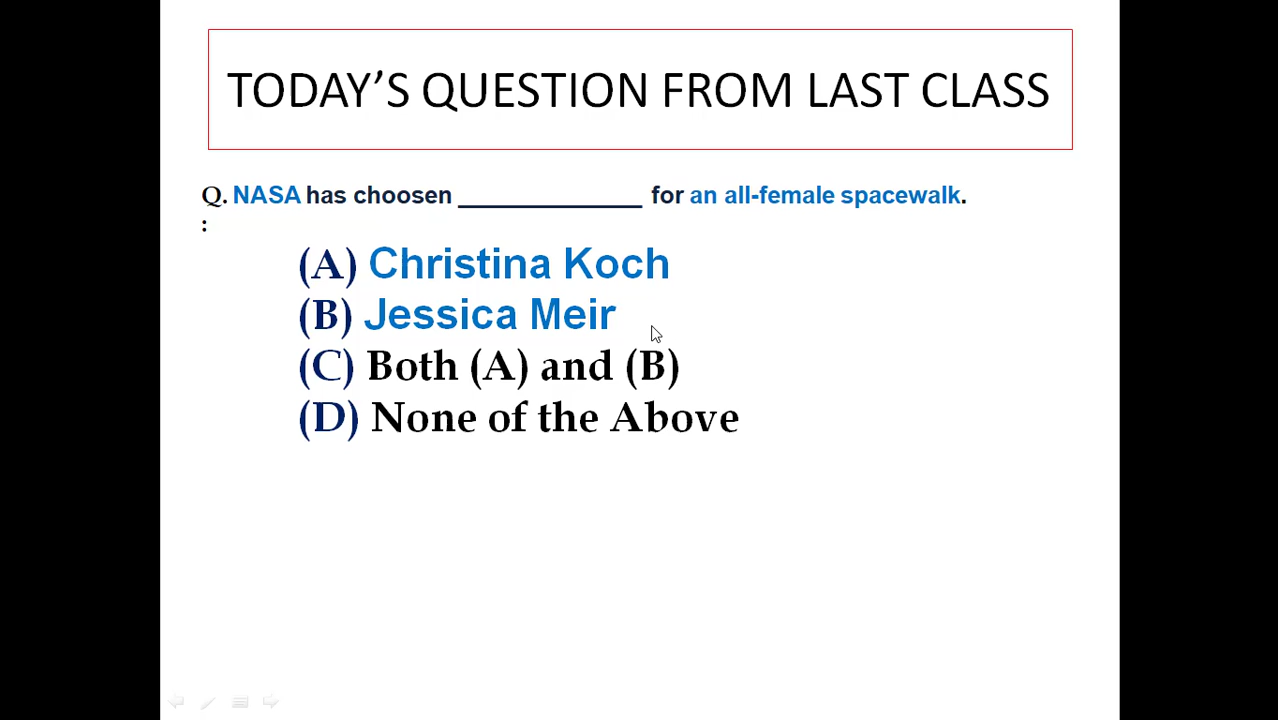 TODAY’S QUESTION FROM LAST CLASS
Q. NASA has choosen ______________ for an all-female spacewalk.
:
(A) Christina Koch
(B) Jessica Meir
(C) Both (A) and (B)
(D) None of the Above